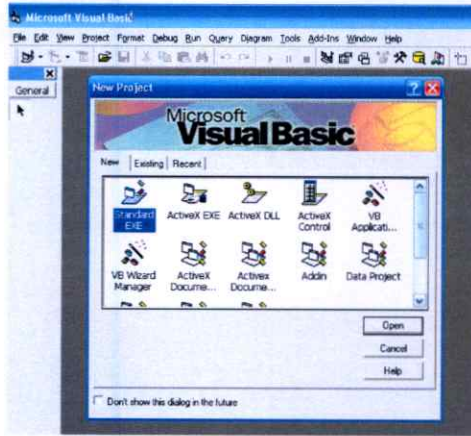 Microsoft Visual Basic
File Edit View Project Format Debug Run Query Diagram Tools Add-Ins Window Help
General
New Project
Microsoft
Visual Basic
New Existing Recent
Standard EXE
ActiveX EXE
ActiveX DLL
ActiveX Control
VB Applicati...
VB Wizard Manager
ActiveX Docume...
Activex Docume...
Addin
Data Project
Open
Cancel
Help
Don't show this dialog in the future